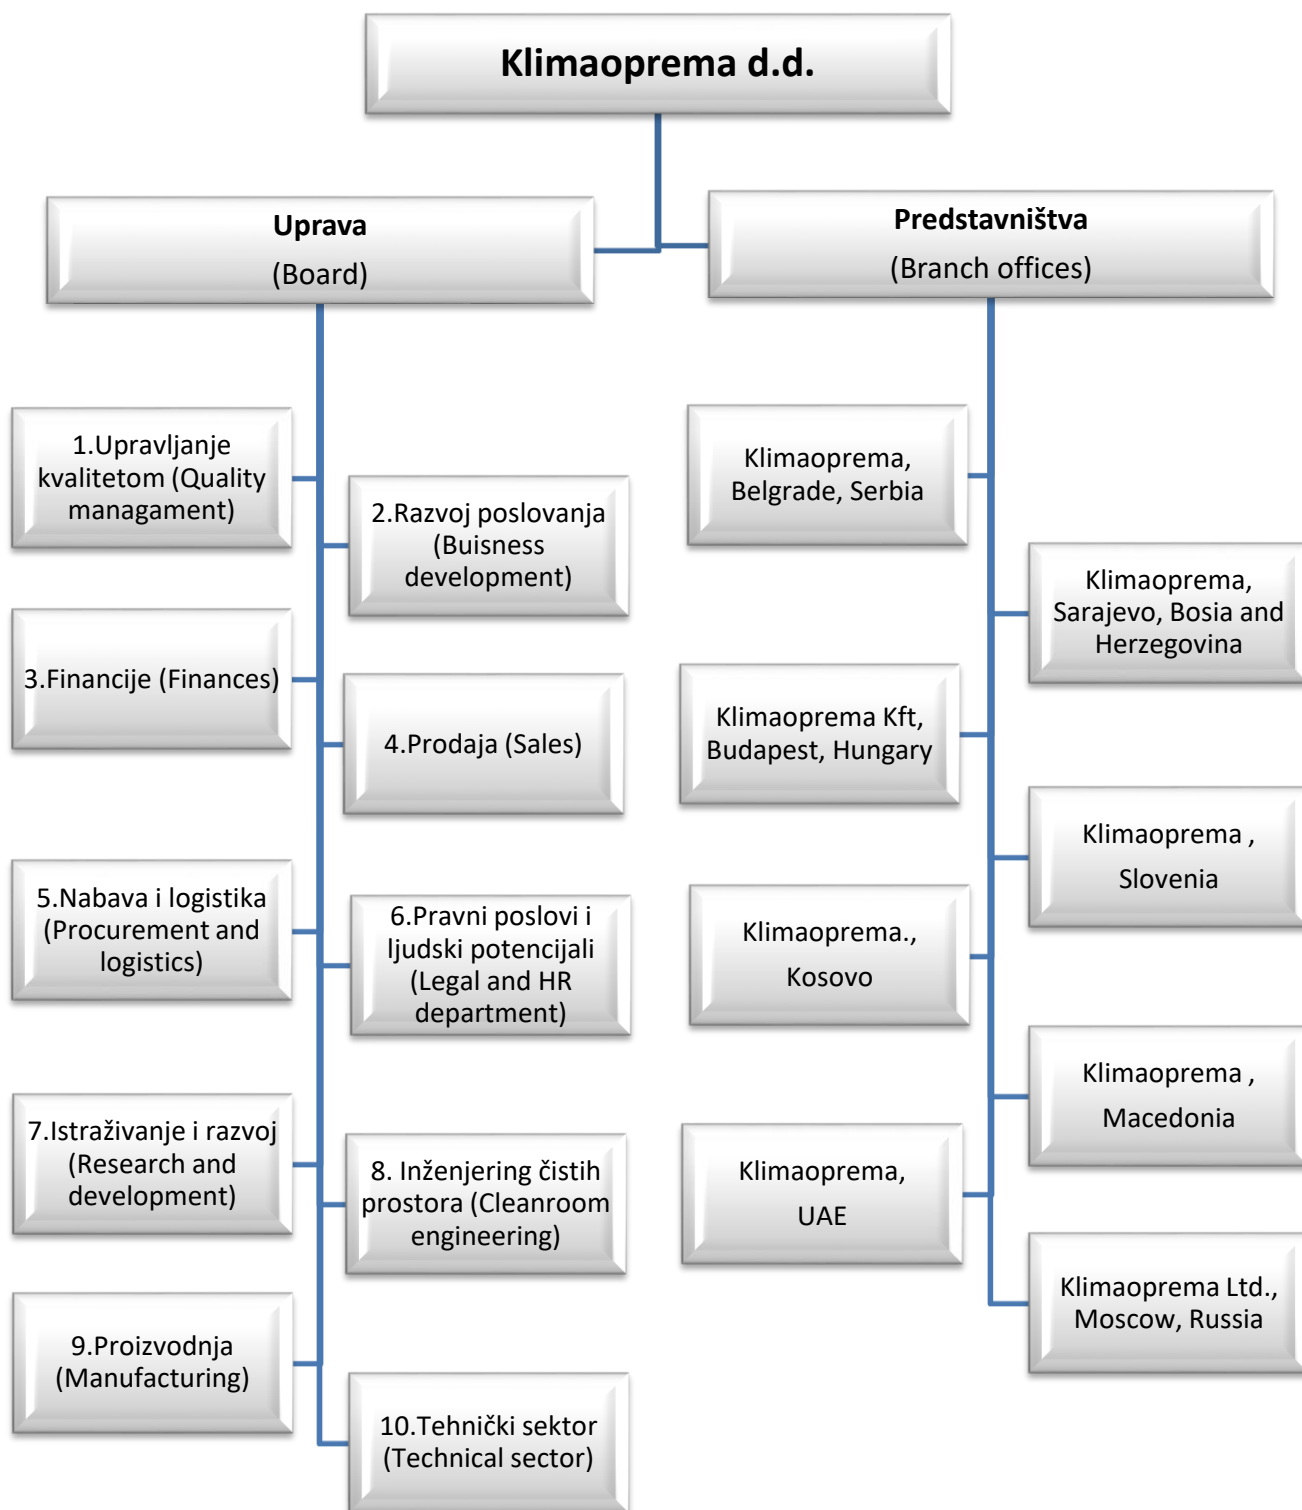 Klimaoprema d.d.
Uprava
(Board)
Predstavništva
(Branch offices)
1.Upravljanje
kvalitetom (Quality
managament)
2.Razvoj poslovanja
(Buisness
development)
3.Financije (Finances)
4.Prodaja (Sales)
5.Nabava i logistika
(Procurement and
logistics)
6.Pravni poslovi i
ljudski potencijali
(Legal and HR
department)
7.Istraživanje i razvoj
(Research and
development)
8. Inženjering čistih
prostora (Cleanroom
engineering)
9.Proizvodnja
(Manufacturing)
10.Tehnički sektor
(Technical sector)
Klimaoprema,
Belgrade, Serbia
Klimaoprema,
Sarajevo, Bosia and
Herzegovina
Klimaoprema Kft,
Budapest, Hungary
Klimaoprema ,
Slovenia
Klimaoprema.,
Kosovo
Klimaoprema ,
Macedonia
Klimaoprema,
UAE
Klimaoprema Ltd.,
Moscow, Russia